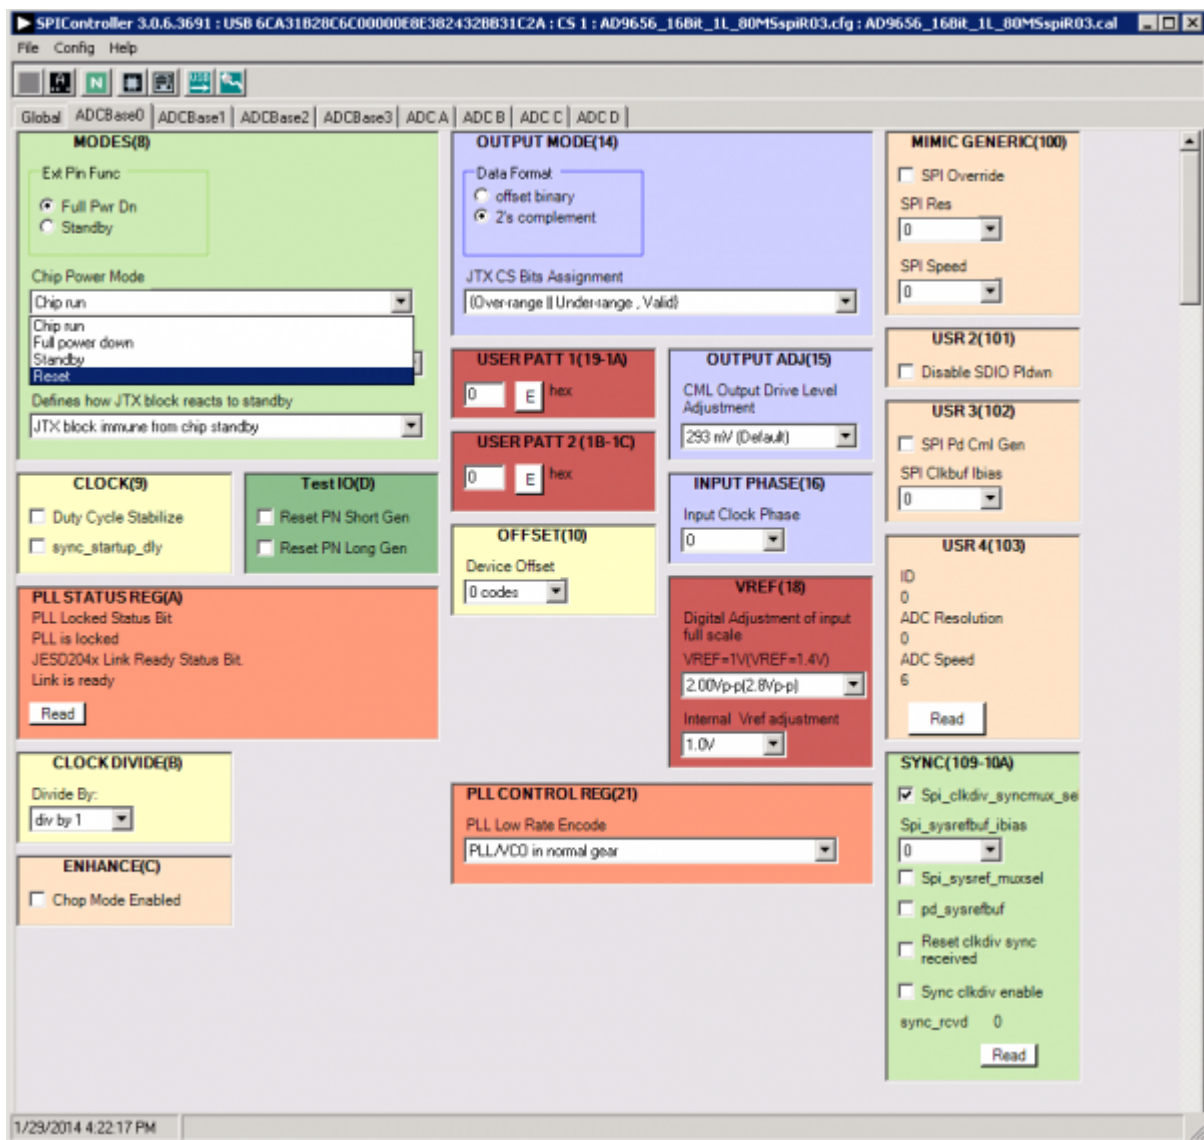 SPIController 3.0.6.3691 : USB 6CA31B28C6C00000E8E3824328B31C2A : CS 1 : AD9656_16Bit_1L_80MSspiR03.cfg : AD9656_16Bit_1L_80MSspiR03.cal
File Config Help
Global ADCBase0 ADCBase1 ADCBase2 ADCBase3 ADC A ADC B ADC C ADC D
MODES(8)
Ext Pin Func
Full Pwr Dn
Standby
Chip Power Mode
Chip run
Chip run
Full power down
Standby
Reset
Defines how JTX block reacts to standby
JTX block immune from chip standby
CLOCK(9)
Duty Cycle Stabilize
sync_startup_dly
Test IO(D)
Reset PN Short Gen
Reset PN Long Gen
PLL STATUS REG(A)
PLL Locked Status Bit
PLL is locked
JESD204x Link Ready Status Bit.
Link is ready
Read
CLOCK DIVIDE(B)
Divide By:
div by 1
ENHANCE(C)
Chop Mode Enabled
OUTPUT MODE(14)
Data Format
offset binary
2's complement
JTX CS Bits Assignment
{Over-range || Under-range , Valid}
USER PATT 1(19-1A)
0 E hex
USER PATT 2 (1B-1C)
0 E hex
OFFSET(10)
Device Offset
0 codes
OUTPUT ADJ(15)
CML Output Drive Level
Adjustment
293 mV (Default)
INPUT PHASE(16)
Input Clock Phase
0
VREF(18)
Digital Adjustment of input
full scale
VREF=1V(VREF=1.4V)
2.00Vp-p(2.8Vp-p)
Internal Vref adjustment
1.0V
PLL CONTROL REG(21)
PLL Low Rate Encode
PLL/VCO in normal gear
MIMIC GENERIC(100)
SPI Override
SPI Res
0
SPI Speed
0
USR 2(101)
Disable SDIO Pldwn
USR 3(102)
SPI Pd Cml Gen
SPI Clkbuf Ibias
0
USR 4(103)
ID
0
ADC Resolution
0
ADC Speed
6
Read
SYNC(109-10A)
Spi_clkdiv_syncmux_sel
Spi_sysrefbuf_ibias
0
Spi_sysref_muxsel
pd_sysrefbuf
Reset clkdiv sync
received
Sync clkdiv enable
sync_rcvd 0
Read
1/29/2014 4:22:17 PM